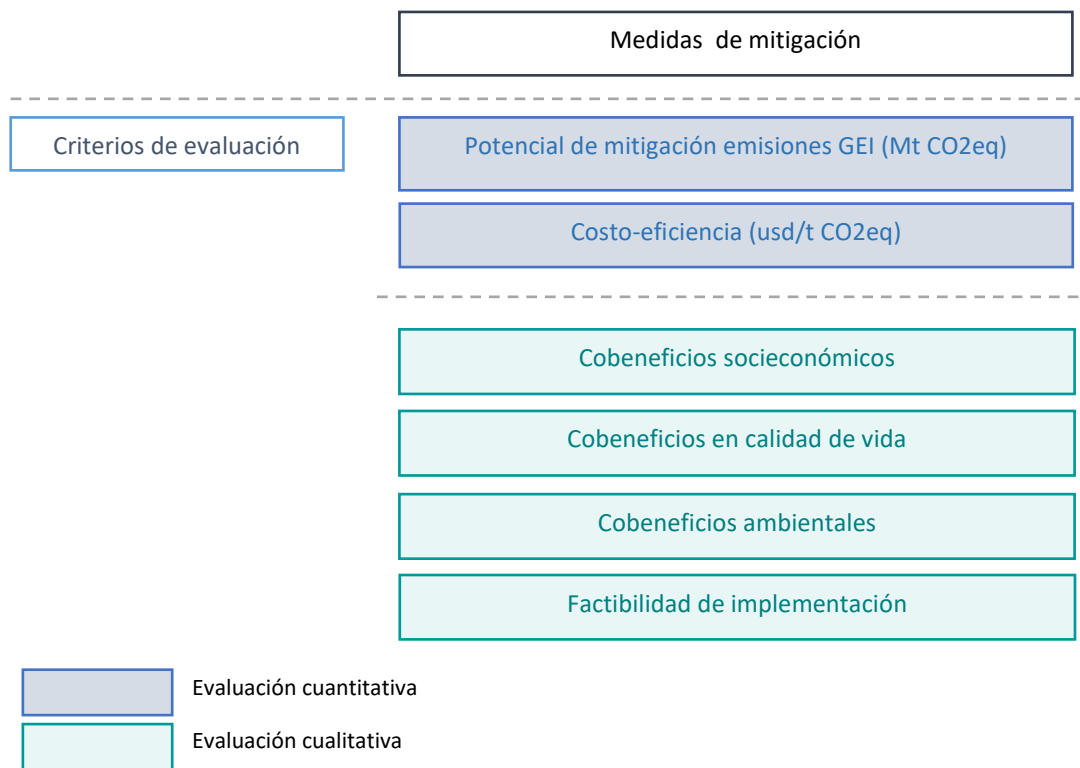 Medidas  de mitigación
Criterios de evaluación
Potencial de mitigación emisiones GEI (Mt CO2eq)
Costo-eficiencia (usd/t CO2eq)
Cobeneficios socieconómicos
Cobeneficios en calidad de vida
Cobeneficios ambientales
Factibilidad de implementación
Evaluación cuantitativa
Evaluación cualitativa